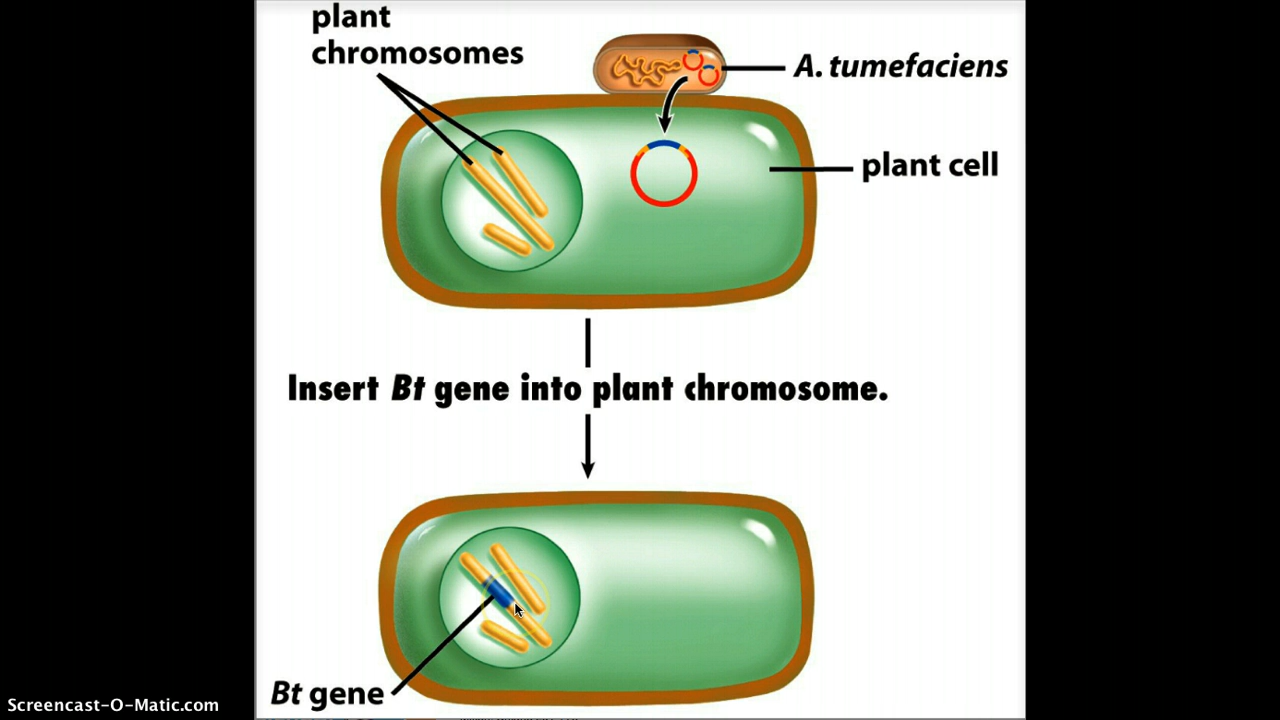 plant
chromosomes
A. tumefaciens
plant cell
Insert Bt gene into plant chromosome.
Bt gene
Screencast-O-Matic.com